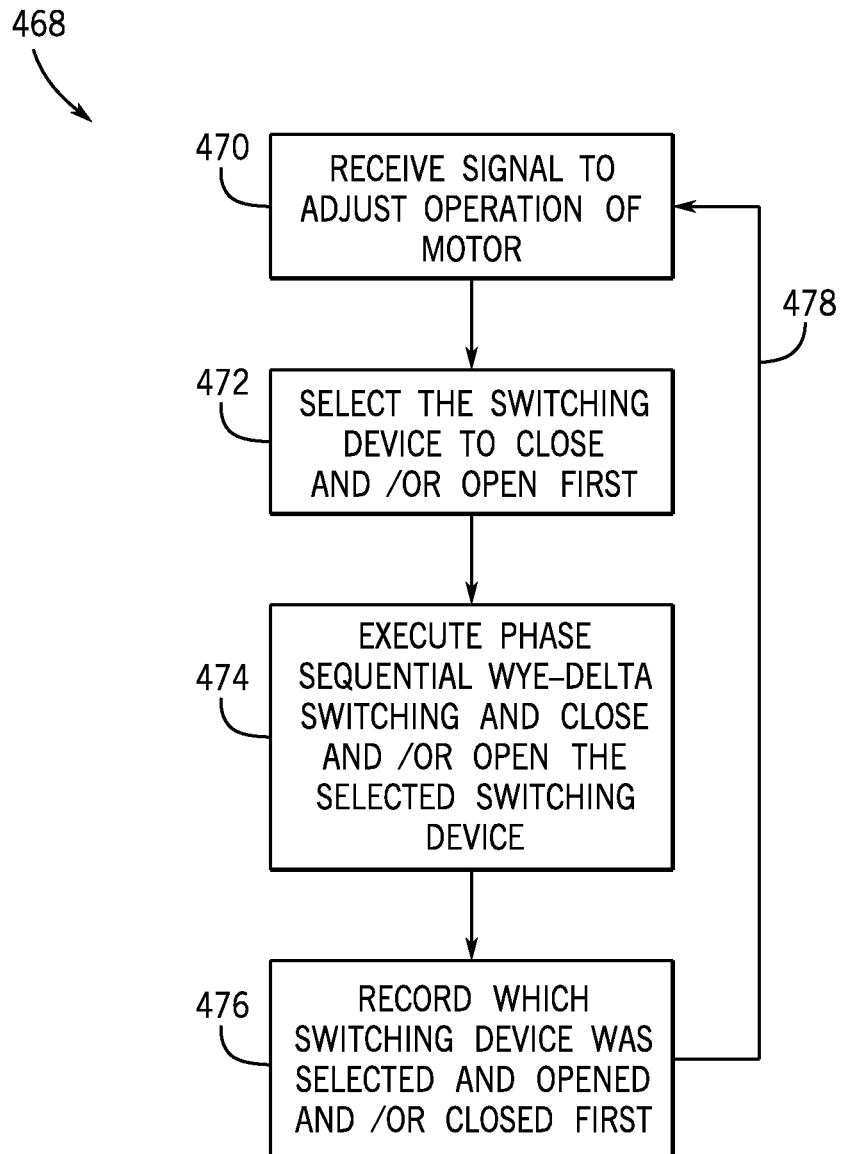 468
470
RECEIVE SIGNAL TO
ADJUST OPERATION OF
MOTOR
478
472
SELECT THE SWITCHING
DEVICE TO CLOSE
AND /OR OPEN FIRST
474
EXECUTE PHASE
SEQUENTIAL WYE–DELTA
SWITCHING AND CLOSE
AND /OR OPEN THE
SELECTED SWITCHING
DEVICE
476
RECORD WHICH
SWITCHING DEVICE WAS
SELECTED AND OPENED
AND /OR CLOSED FIRST